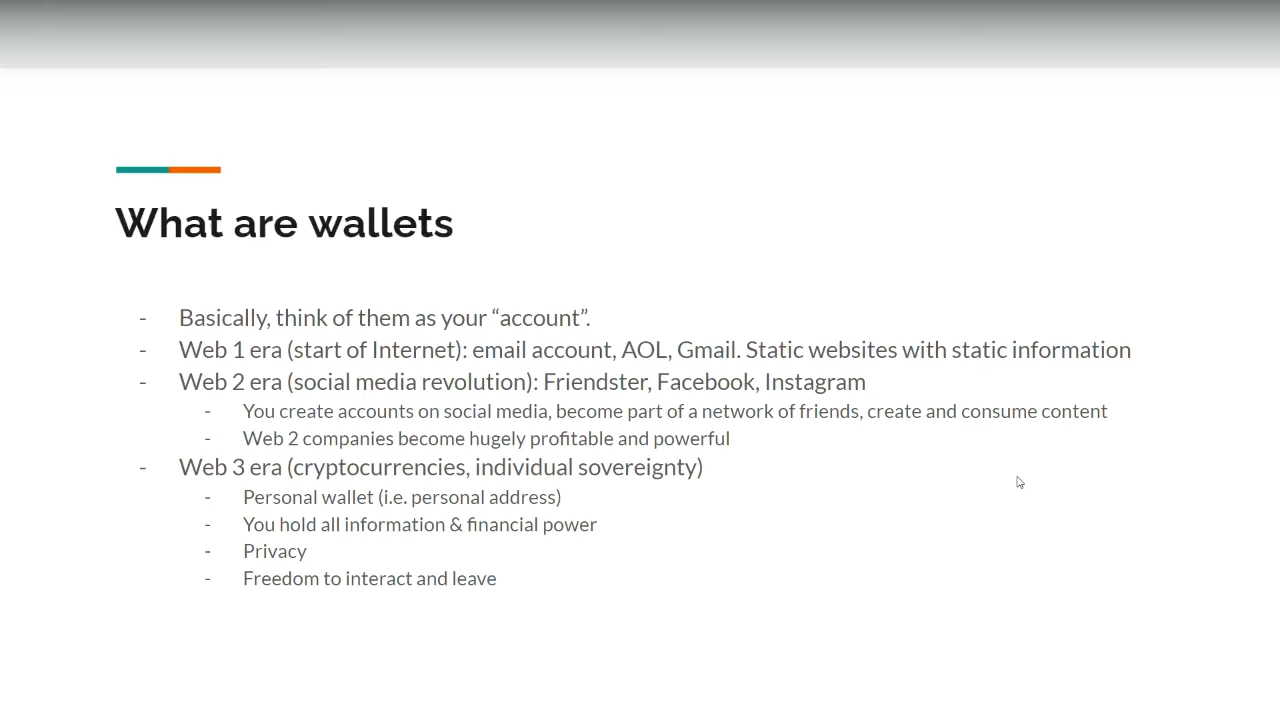 What are wallets
- Basically, think of them as your “account”.
- Web 1 era (start of Internet): email account, AOL, Gmail. Static websites with static information
- Web 2 era (social media revolution): Friendster, Facebook, Instagram
- You create accounts on social media, become part of a network of friends, create and consume content
- Web 2 companies become hugely profitable and powerful
- Web 3 era (cryptocurrencies, individual sovereignty)
- Personal wallet (i.e. personal address)
- You hold all information & financial power
- Privacy
- Freedom to interact and leave